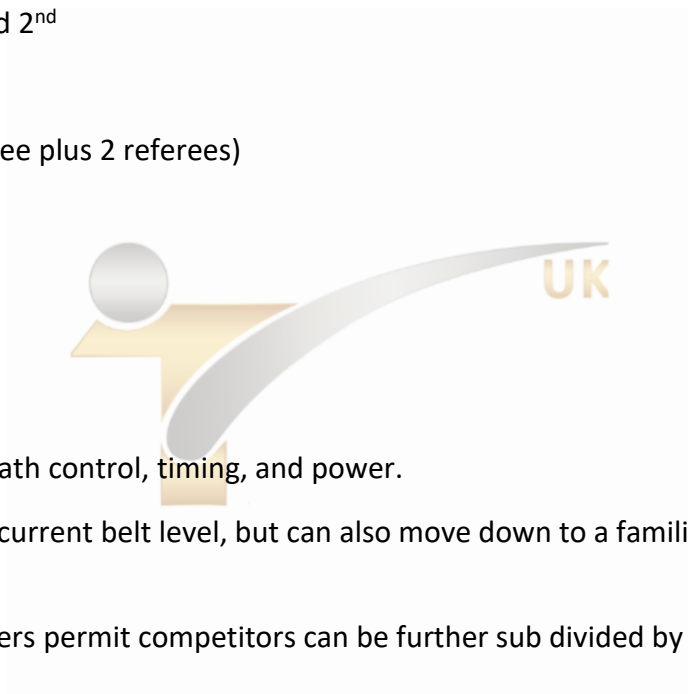 d 2nd
ee plus 2 referees)
UK
ath control, timing, and power.
current belt level, but can also move down to a famili
ers permit competitors can be further sub divided by